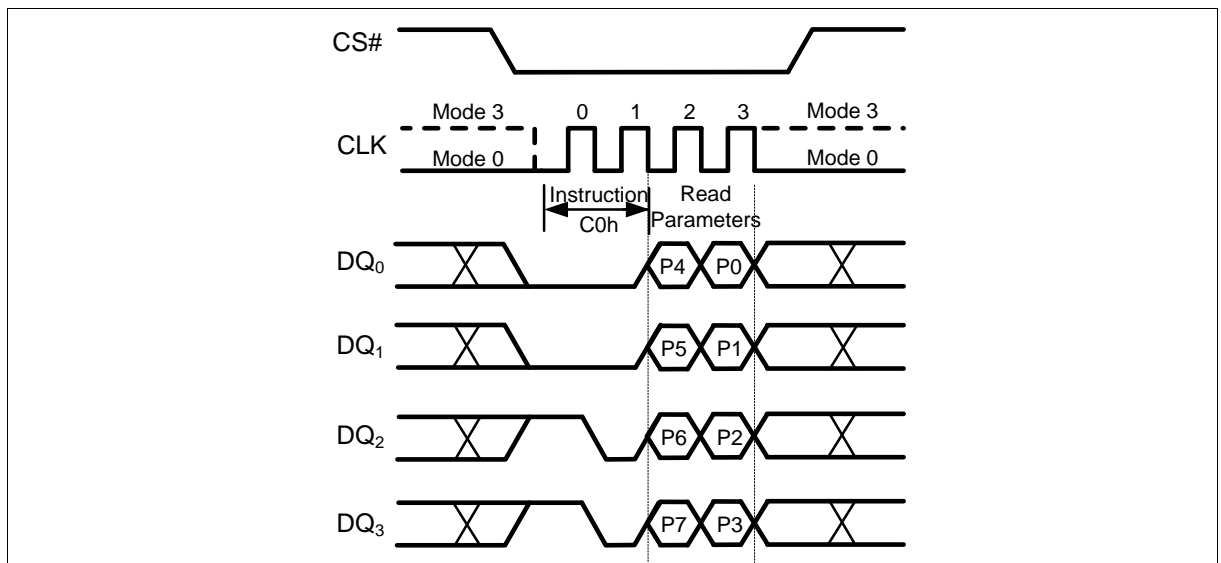 CS#
0 1 2 3
Mode 3 Mode 3
CLK
Mode 0 Mode 0
Instruction Read
C0h Parameters
DQ0 P4 P0
DQ1 P5 P1
DQ2 P6 P2
DQ3 P7 P3